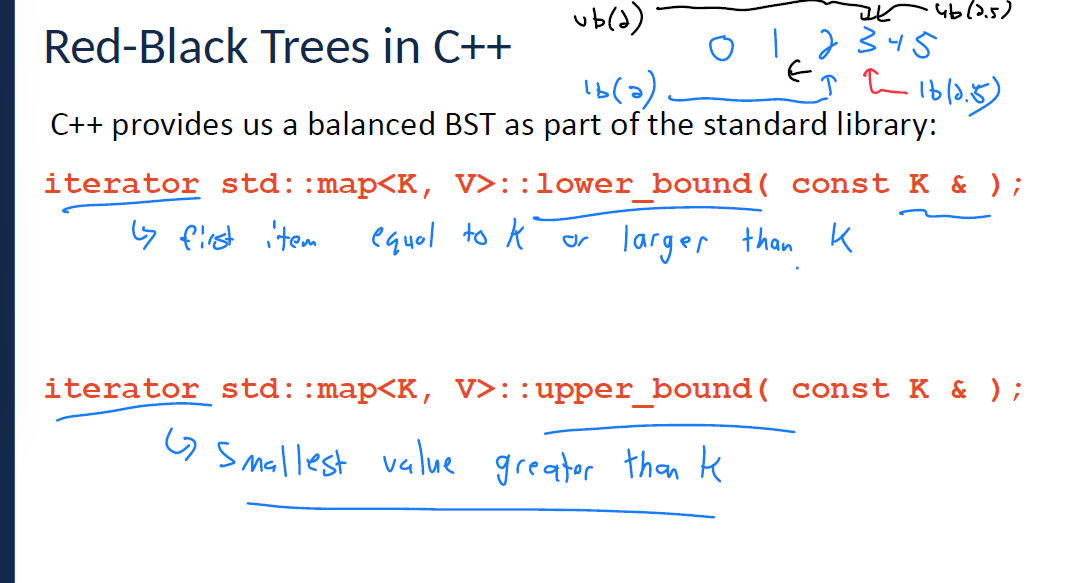 ub(2)
ub(2.5)
Red-Black Trees in C++
0 1 2 3 4 5
lb(2)
lb(2.5)
C++ provides us a balanced BST as part of the standard library:
iterator std::map<K, V>::lower_bound( const K & );
↳ first item equal to K or larger than K
iterator std::map<K, V>::upper_bound( const K & );
↳ Smallest value greater than K